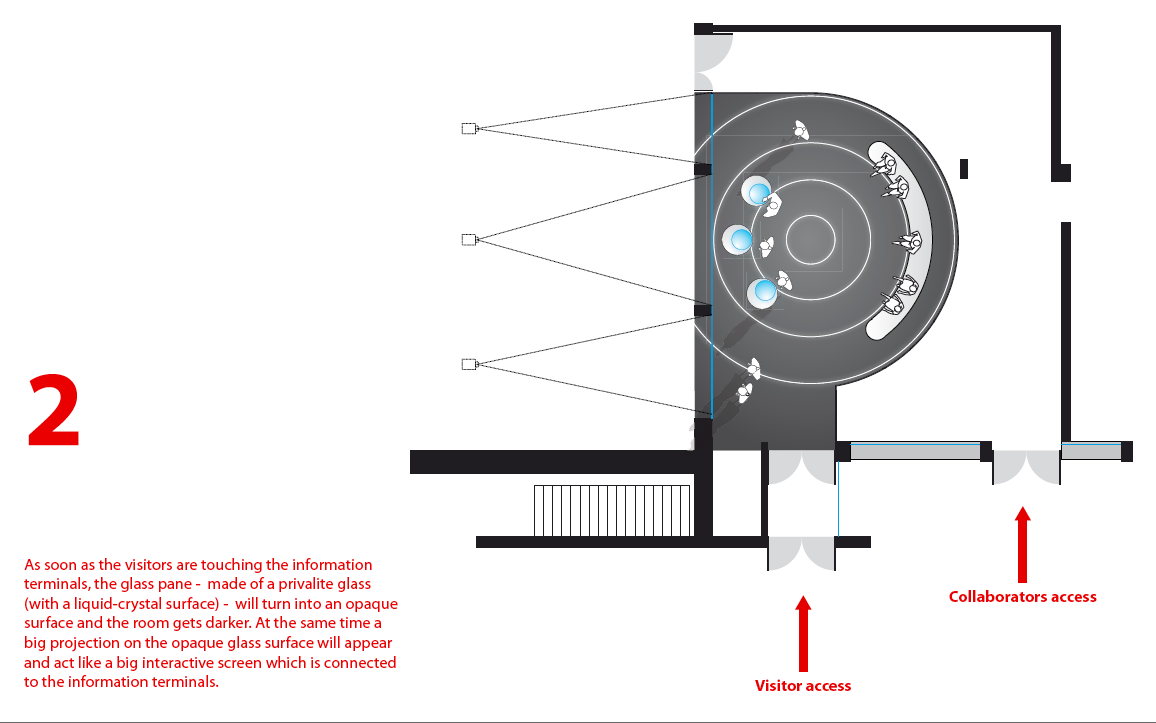 2
As soon as the visitors are touching the information
terminals, the glass pane - made of a privalite glass
(with a liquid-crystal surface) - will turn into an opaque
surface and the room gets darker. At the same time a
big projection on the opaque glass surface will appear
and act like a big interactive screen which is connected
to the information terminals.
Collaborators access
Visitor access